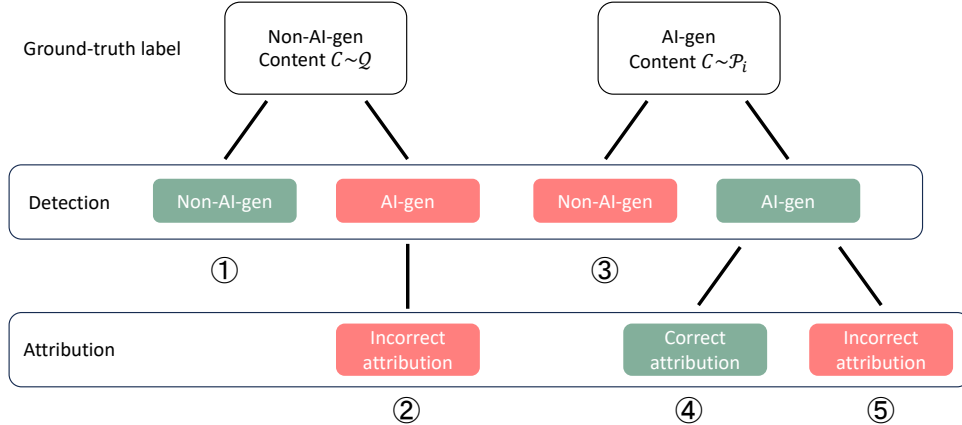 Ground-truth label
Non-AI-gen
Content C~Q
AI-gen
Content C~Pᵢ
Detection
Non-AI-gen
AI-gen
Non-AI-gen
AI-gen
①
③
Attribution
Incorrect
attribution
Correct
attribution
Incorrect
attribution
②
④
⑤